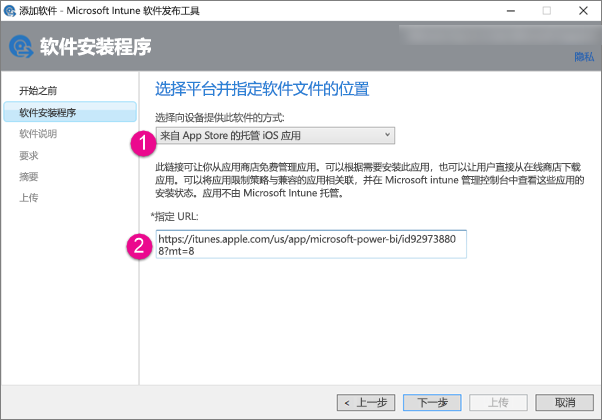 添加软件 - Microsoft Intune 软件发布工具
软件安装程序
隐私
开始之前
软件安装程序
软件说明
要求
摘要
上传
选择平台并指定软件文件的位置
选择向设备提供此软件的方式:
1
来自 App Store 的托管 iOS 应用
此链接可让你从应用商店免费管理应用。可以根据需要安装此应用，也可以让用户直接从在线商店下载
应用。可以将应用限制策略与兼容的应用相关联，并在 Microsoft intune 管理控制台中查看这些应用的
安装状态。应用不由 Microsoft Intune 托管。
*指定 URL:
2
https://itunes.apple.com/us/app/microsoft-power-bi/id92973880
8?mt=8
< 上一步
下一步
上传
取消